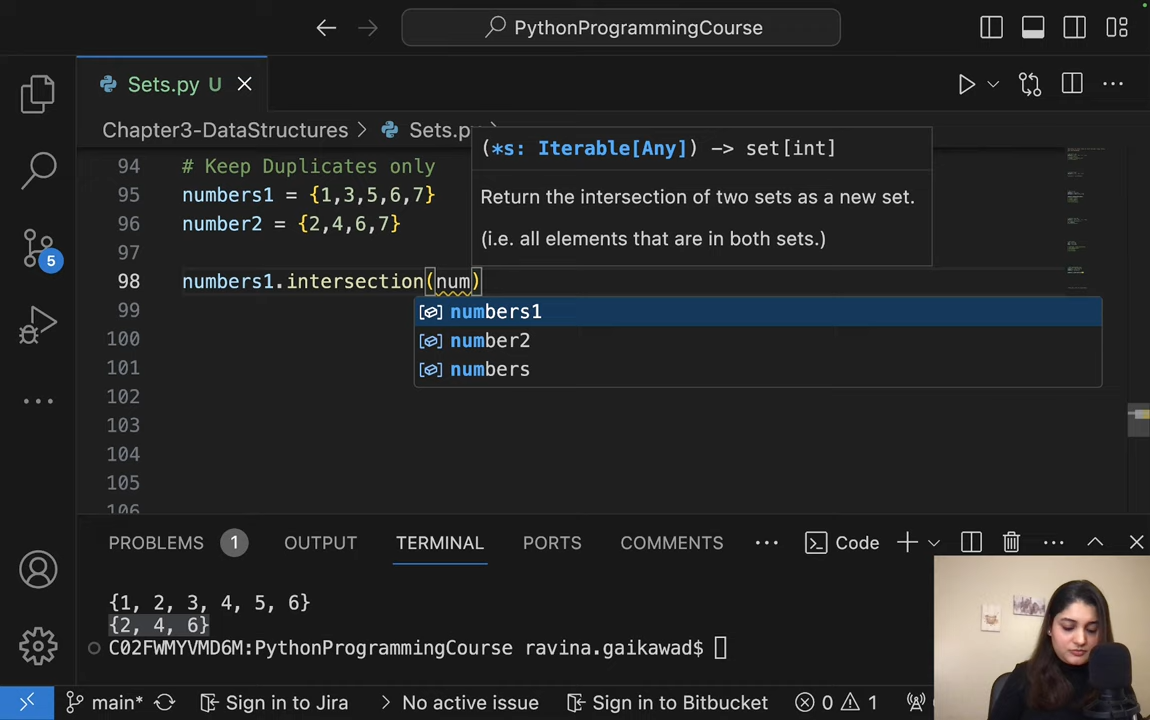 PythonProgrammingCourse
Sets.py U
Chapter3-DataStructures > Sets.py
(*s: Iterable[Any]) -> set[int]
Return the intersection of two sets as a new set.
(i.e. all elements that are in both sets.)
94 # Keep Duplicates only
95 numbers1 = {1,3,5,6,7}
96 number2 = {2,4,6,7}
97
98 numbers1.intersection(num)
numbers1
number2
numbers
99
100
101
102
103
104
105
106
5
PROBLEMS 1 OUTPUT TERMINAL PORTS COMMENTS ... Code
{1, 2, 3, 4, 5, 6}
{2, 4, 6}
C02FWMYVMD6M:PythonProgrammingCourse ravina.gaikawad$
main* Sign in to Jira > No active issue Sign in to Bitbucket 0 1